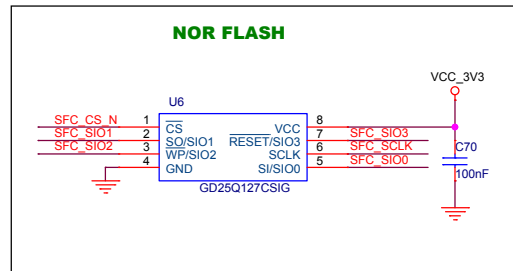 NOR FLASH
VCC_3V3
U6
SFC_CS_N 1 CS VCC 8
SFC_SIO1 2 SO/SIO1 RESET/SIO3 7 SFC_SIO3
SFC_SIO2 3 WP/SIO2 SCLK 6 SFC_SCLK
4 GND SI/SIO0 5 SFC_SIO0
C70
100nF
GD25Q127CSIG